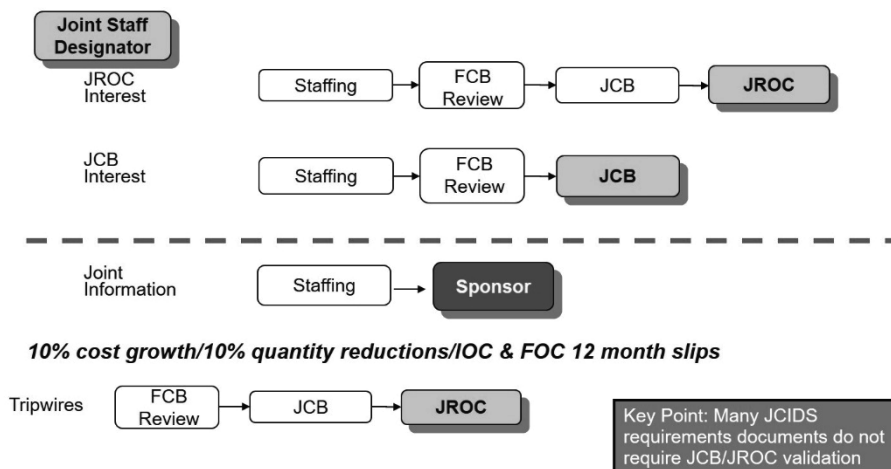 Joint Staff
Designator
JROC
Interest
Staffing
FCB
Review
JCB
JROC
JCB
Interest
Staffing
FCB
Review
JCB
Joint
Information
Staffing
Sponsor
10% cost growth/10% quantity reductions/IOC & FOC 12 month slips
Tripwires
FCB
Review
JCB
JROC
Key Point: Many JCIDS
requirements documents do not
require JCB/JROC validation